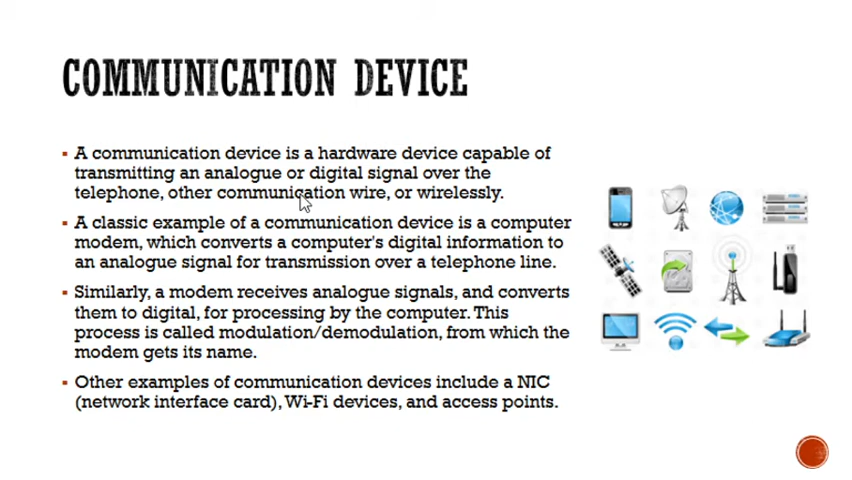 COMMUNICATION DEVICE
A communication device is a hardware device capable of
transmitting an analogue or digital signal over the
telephone, other communication wire, or wirelessly.
A classic example of a communication device is a computer
modem, which converts a computer's digital information to
an analogue signal for transmission over a telephone line.
Similarly, a modem receives analogue signals, and converts
them to digital, for processing by the computer. This
process is called modulation/demodulation, from which the
modem gets its name.
Other examples of communication devices include a NIC
(network interface card), Wi-Fi devices, and access points.